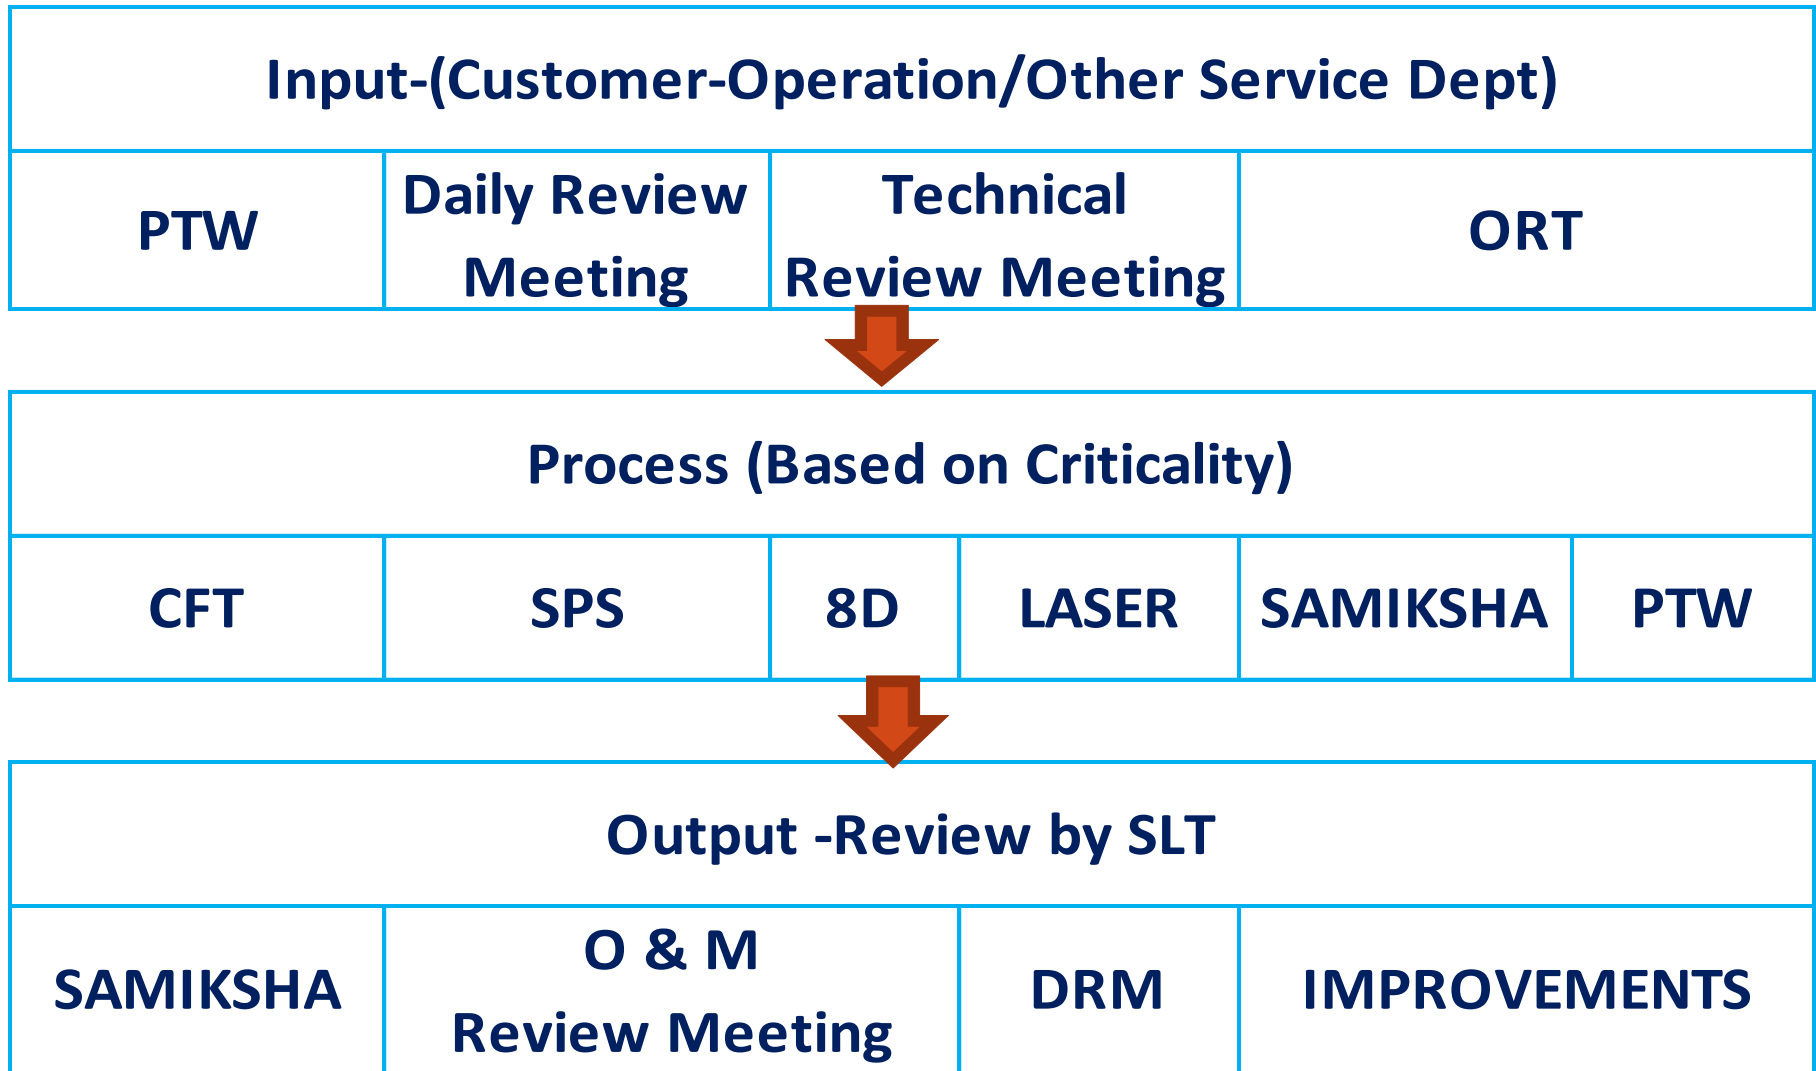 Input-(Customer-Operation/Other Service Dept)
PTW
Daily Review
Meeting
Technical
Review Meeting
ORT
Process (Based on Criticality)
CFT
SPS
8D
LASER
SAMIKSHA
PTW
Output -Review by SLT
SAMIKSHA
O & M
Review Meeting
DRM
IMPROVEMENTS